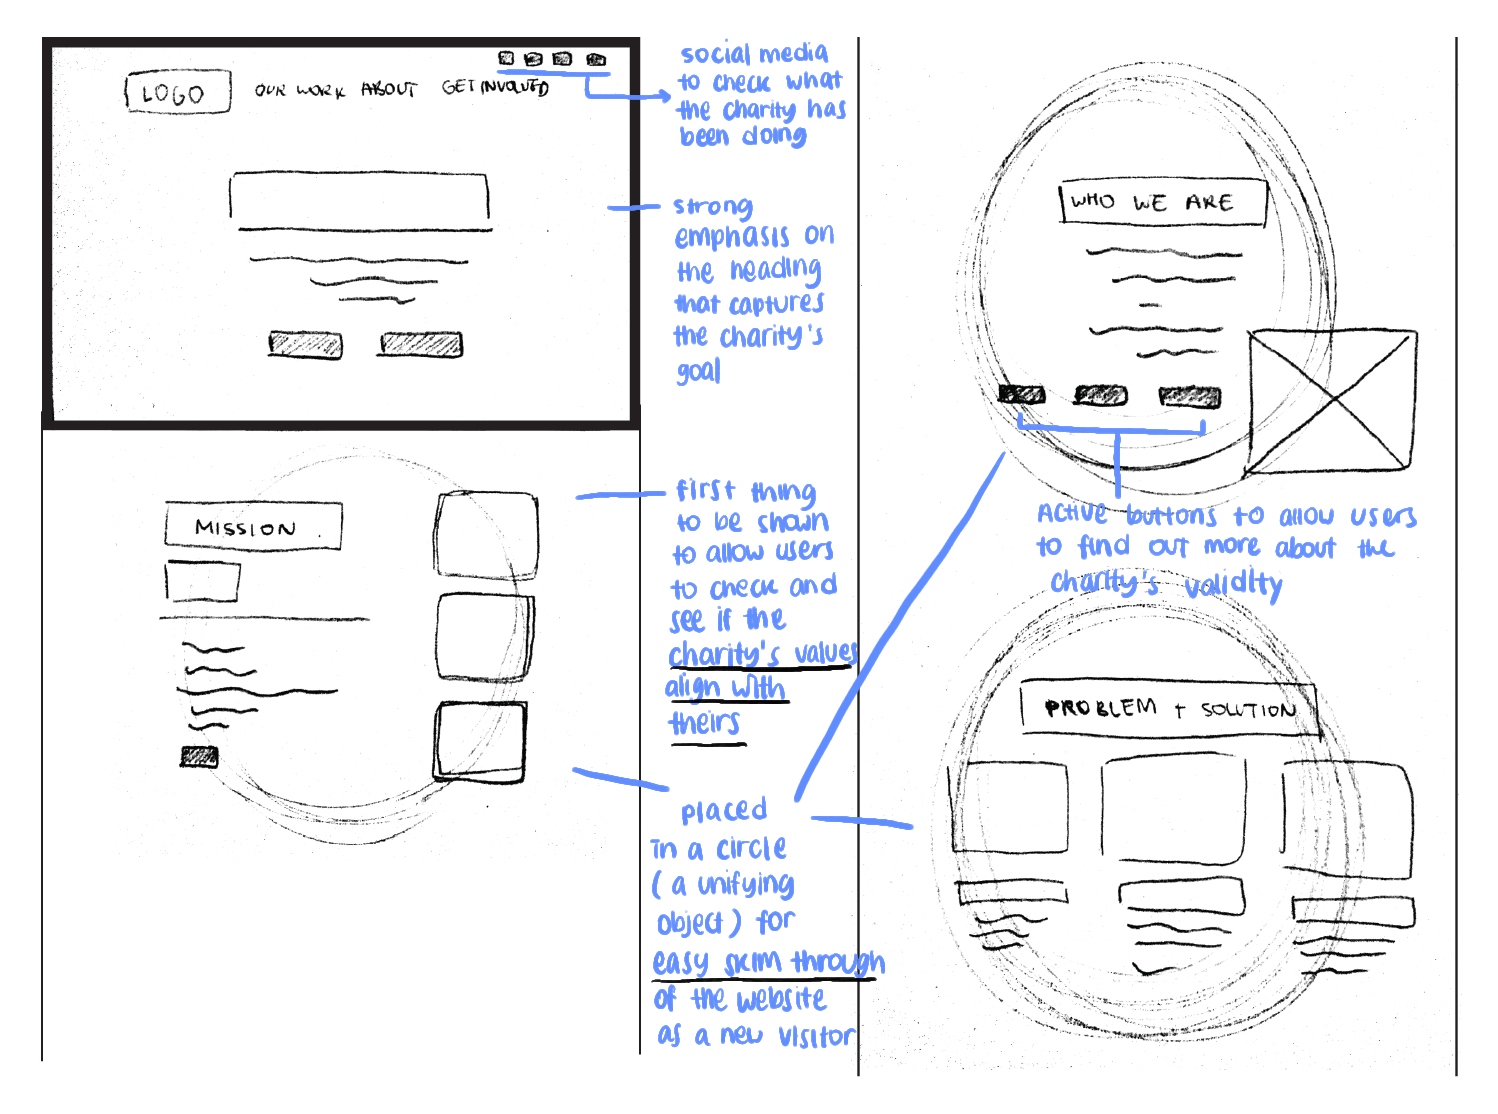 LOGO
OUR WORK ABOUT GET INVOLVED
social media
to check what
the charity has
been doing
strong
emphasis on
the heading
that captures
the charity's
goal
MISSION
first thing
to be shown
to allow users
to check and
see if the
charity's values
align with
theirs
placed
in a circle
( a unifying
object ) for
easy skim through
of the website
as a new visitor
WHO WE ARE
Active buttons to allow users
to find out more about the
charity's validity
PROBLEM + SOLUTION